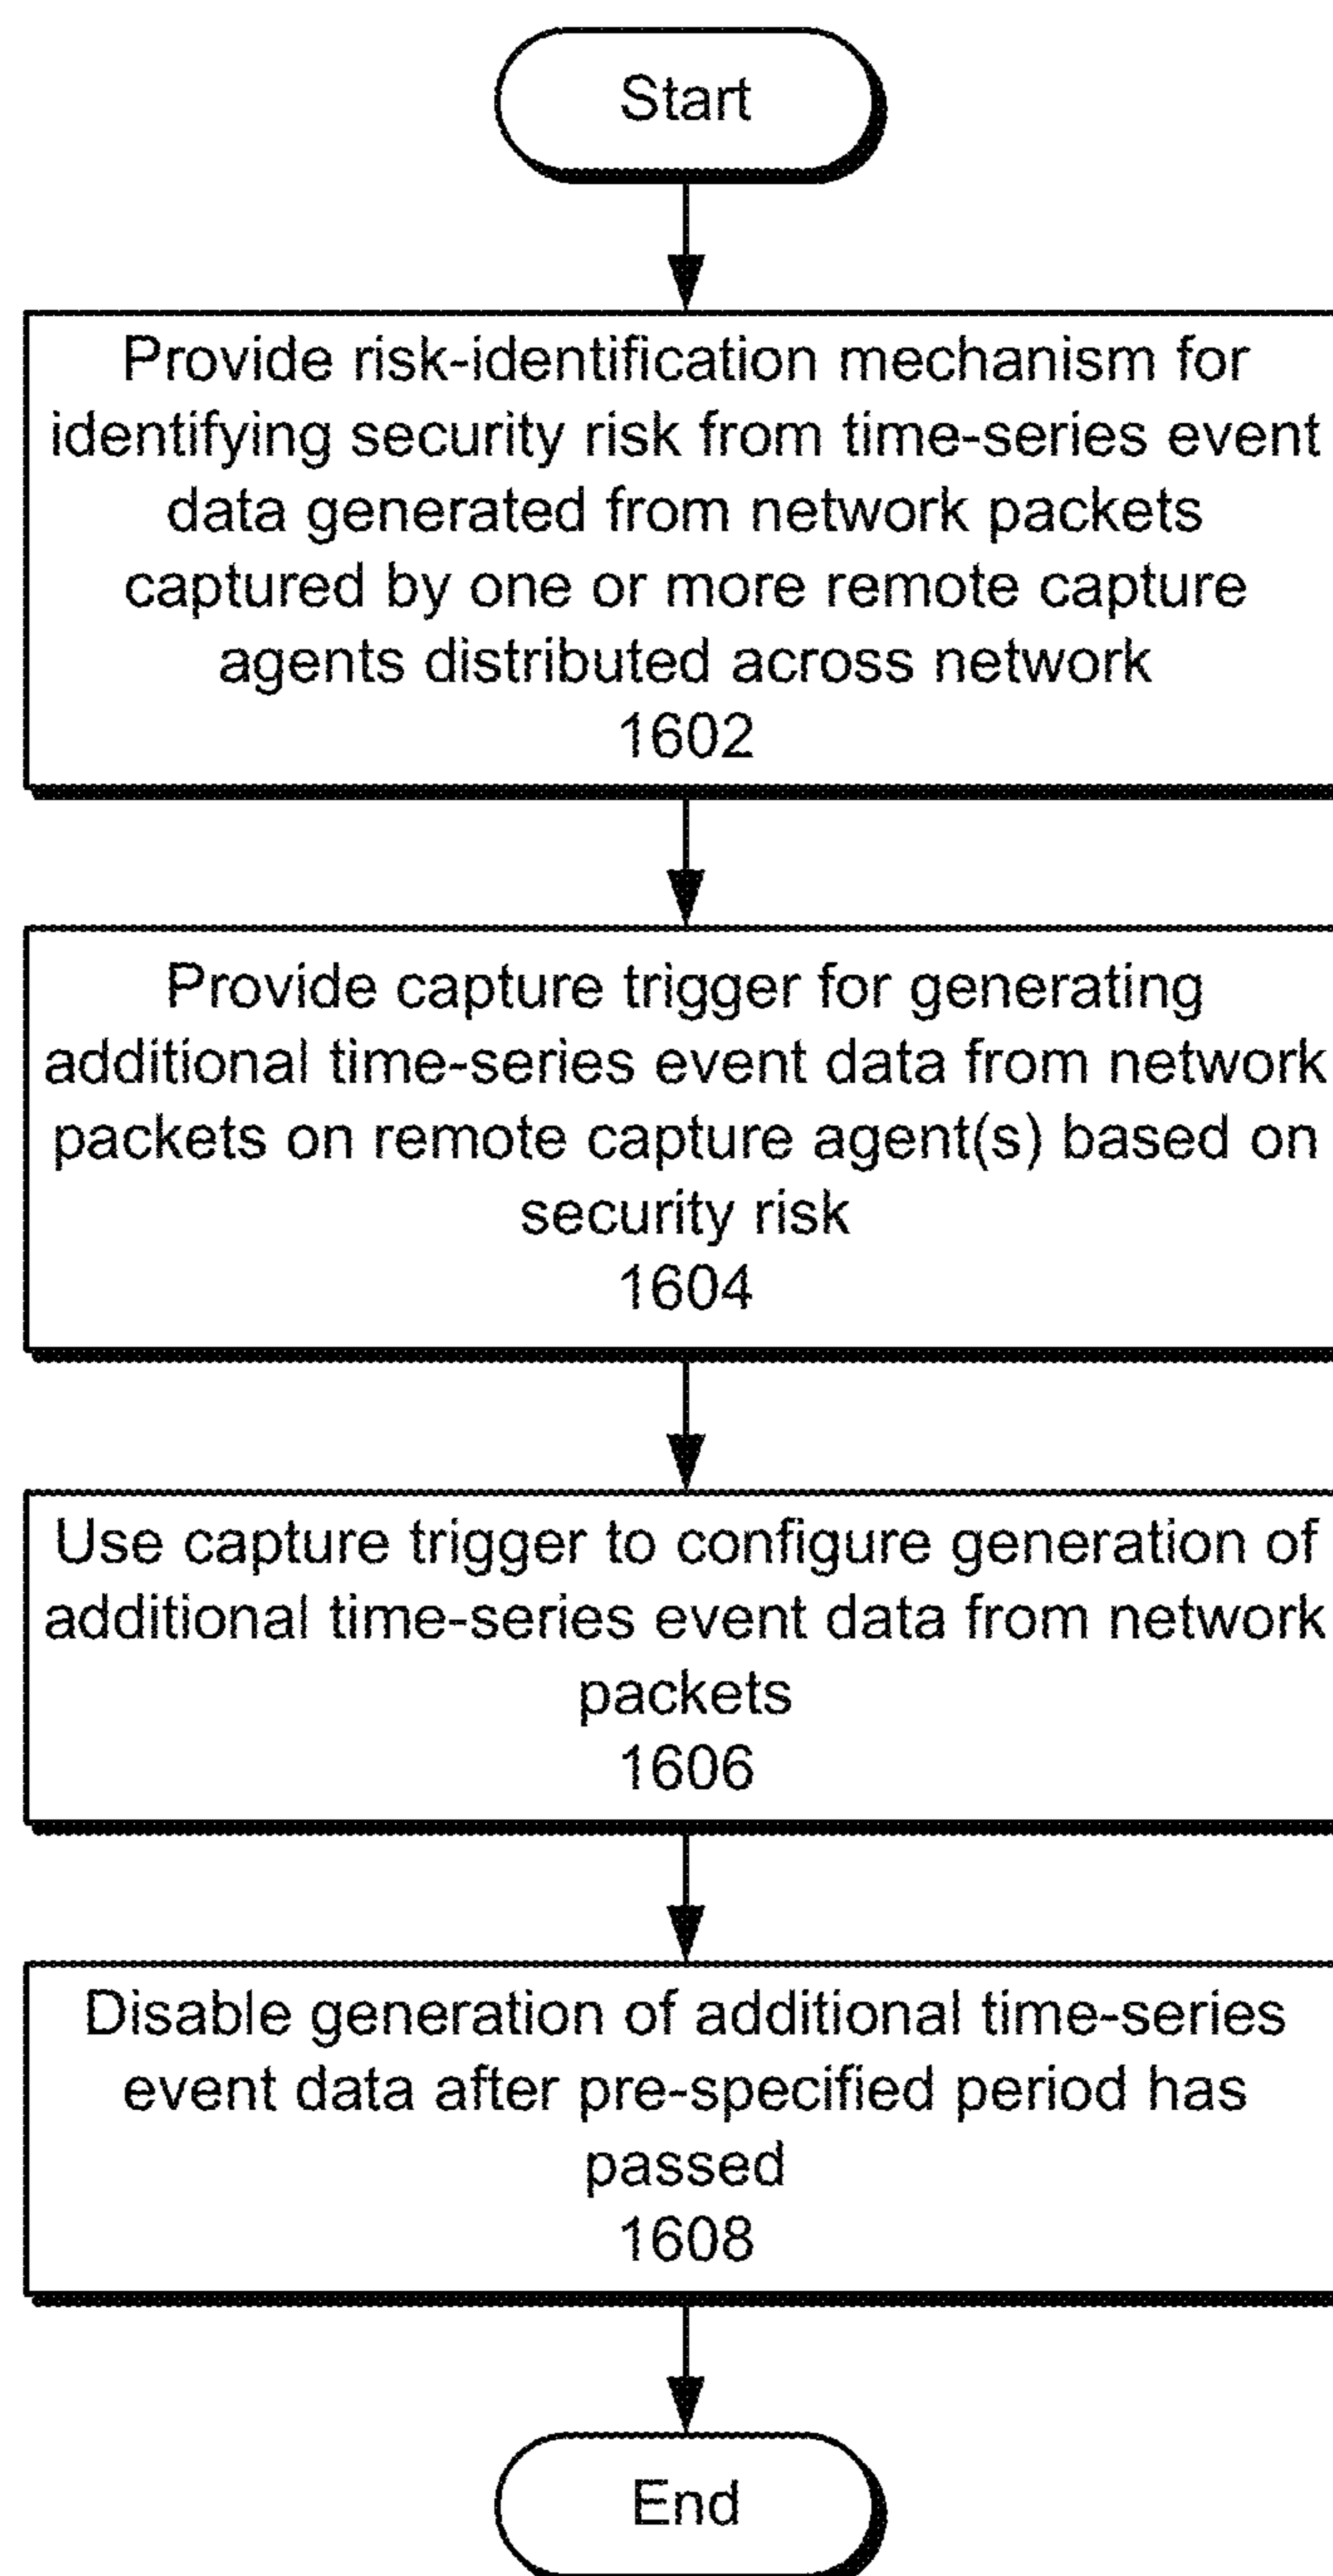 Start
Provide risk-identification mechanism for
identifying security risk from time-series event
data generated from network packets
captured by one or more remote capture
agents distributed across network
1602
Provide capture trigger for generating
additional time-series event data from network
packets on remote capture agent(s) based on
security risk
1604
Use capture trigger to configure generation of
additional time-series event data from network
packets
1606
Disable generation of additional time-series
event data after pre-specified period has
passed
1608
End